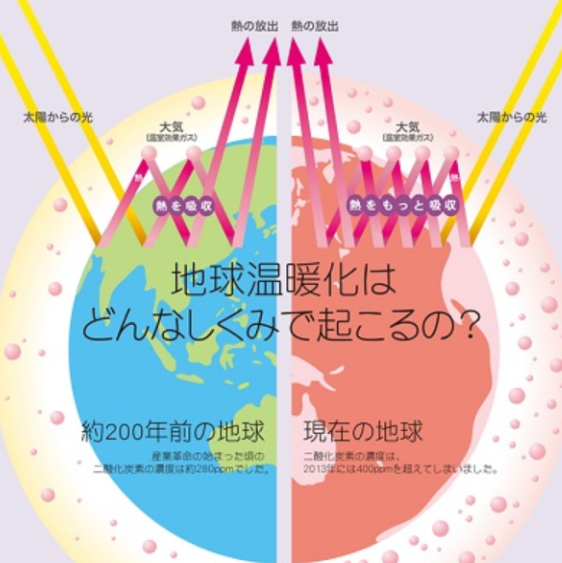 熱の放出 熱の放出
太陽からの光
大気
(温室効果ガス)
大気
(温室効果ガス)
太陽からの光
熱
熱
熱を吸収
熱をもっと吸収
地球温暖化は
どんなしくみで起こるの？
約200年前の地球
産業革命の始まった頃の
二酸化炭素の濃度は約280ppmでした。
現在の地球
二酸化炭素の濃度は、
2013年には400ppmを超えてしまいました。